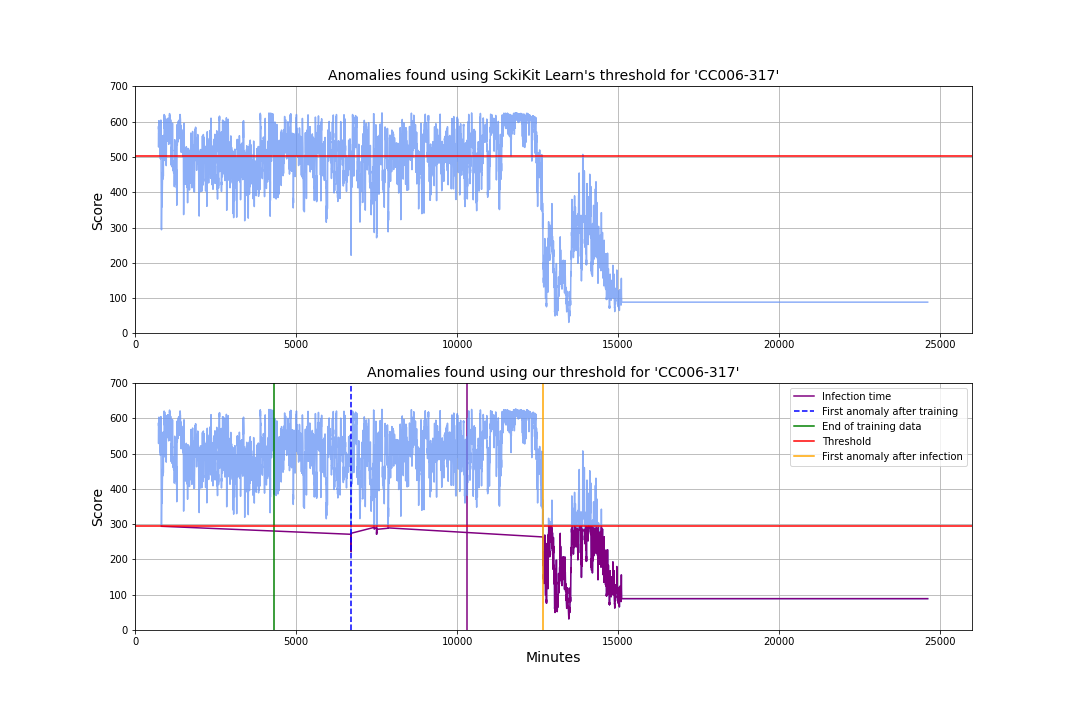 Anomalies found using SckiKit Learn's threshold for 'CC006-317'
700
600
500
400
300
200
100
0
Score
0 5000 10000 15000 20000 25000
Anomalies found using our threshold for 'CC006-317'
700
600
500
400
300
200
100
0
Score
Infection time
First anomaly after training
End of training data
Threshold
First anomaly after infection
0 5000 10000 15000 20000 25000
Minutes